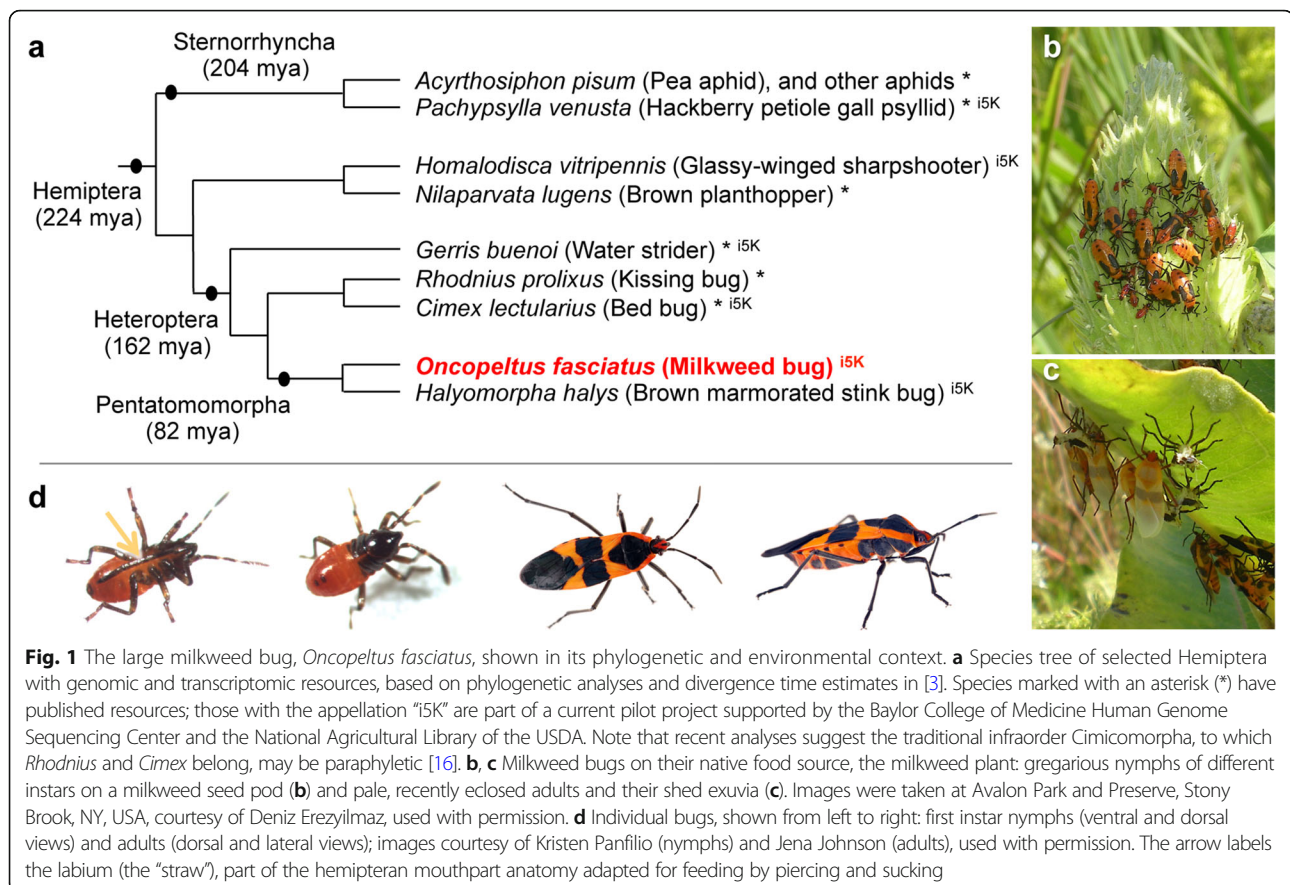 a
Sternorrhyncha
(204 mya)
Acyrthosiphon pisum (Pea aphid), and other aphids *
Pachypsylla venusta (Hackberry petiole gall psyllid) * i5K
Homalodisca vitripennis (Glassy-winged sharpshooter) i5K
Nilaparvata lugens (Brown planthopper) *
Hemiptera
(224 mya)
Gerris buenoi (Water strider) * i5K
Rhodnius prolixus (Kissing bug) *
Cimex lectularius (Bed bug) * i5K
Heteroptera
(162 mya)
Oncopeltus fasciatus (Milkweed bug) i5K
Halyomorpha halys (Brown marmorated stink bug) i5K
Pentatomomorpha
(82 mya)
b
c
d
Fig. 1 The large milkweed bug, Oncopeltus fasciatus, shown in its phylogenetic and environmental context. a Species tree of selected Hemiptera
with genomic and transcriptomic resources, based on phylogenetic analyses and divergence time estimates in [3]. Species marked with an asterisk (*) have
published resources; those with the appellation “i5K” are part of a current pilot project supported by the Baylor College of Medicine Human Genome
Sequencing Center and the National Agricultural Library of the USDA. Note that recent analyses suggest the traditional infraorder Cimicomorpha, to which
Rhodnius and Cimex belong, may be paraphyletic [16]. b, c Milkweed bugs on their native food source, the milkweed plant: gregarious nymphs of different
instars on a milkweed seed pod (b) and pale, recently eclosed adults and their shed exuvia (c). Images were taken at Avalon Park and Preserve, Stony
Brook, NY, USA, courtesy of Deniz Erezyilmaz, used with permission. d Individual bugs, shown from left to right: first instar nymphs (ventral and dorsal
views) and adults (dorsal and lateral views); images courtesy of Kristen Panfilio (nymphs) and Jena Johnson (adults), used with permission. The arrow labels
the labium (the “straw”), part of the hemipteran mouthpart anatomy adapted for feeding by piercing and sucking